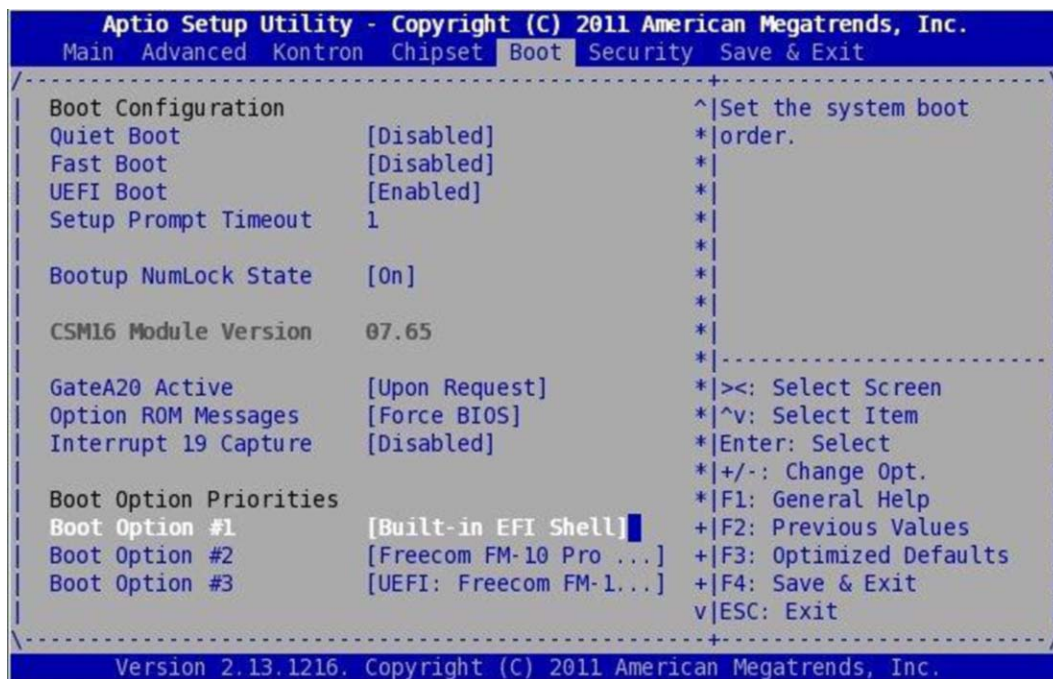 Aptio Setup Utility - Copyright (C) 2011 American Megatrends, Inc.
Main Advanced Kontron Chipset Boot Security Save & Exit
Boot Configuration
Quiet Boot [Disabled]
Fast Boot [Disabled]
UEFI Boot [Enabled]
Setup Prompt Timeout 1
Bootup NumLock State [On]
CSM16 Module Version 07.65
GateA20 Active [Upon Request]
Option ROM Messages [Force BIOS]
Interrupt 19 Capture [Disabled]
Boot Option Priorities
Boot Option #1 [Built-in EFI Shell]
Boot Option #2 [Freecom FM-10 Pro ...]
Boot Option #3 [UEFI: Freecom FM-1...]
Set the system boot
order.
><: Select Screen
^v: Select Item
Enter: Select
+/-: Change Opt.
F1: General Help
F2: Previous Values
F3: Optimized Defaults
F4: Save & Exit
ESC: Exit
Version 2.13.1216. Copyright (C) 2011 American Megatrends, Inc.